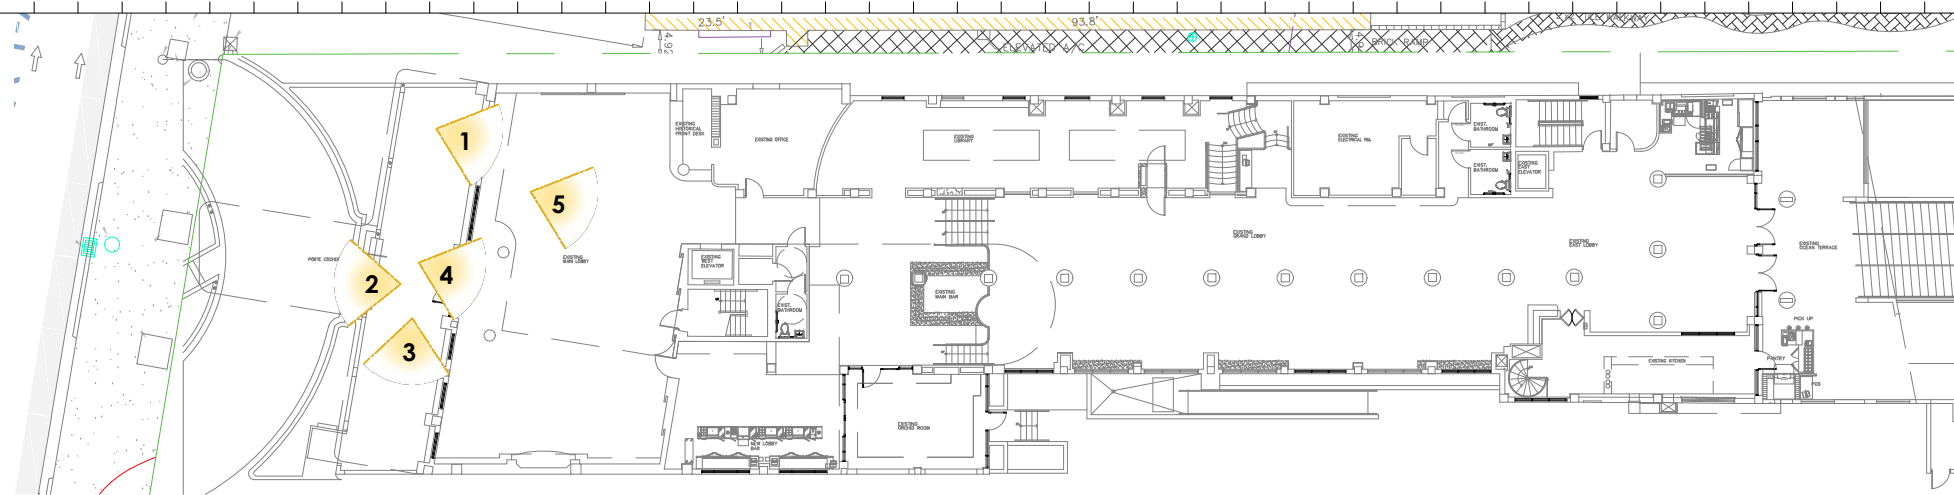 23.5'
93.8'
4.92
ELEVATED A/C
BRICK RAMP
EXISTING
HISTORICAL
FRONT DESK
EXISTING OFFICE
EXISTING
LIBRARY
EXISTING
ELECTRICAL RM.
EXIST.
BATHROOM
EXIST.
BATHROOM
EXISTING
EAST
ELEVATOR
1
5
2
4
3
PORTE COCHER
EXISTING
MAIN LOBBY
EXISTING
WEST
ELEVATOR
EXIST.
BATHROOM
EXISTING
MAIN BAR
EXISTING
GRAND LOBBY
EXISTING
EAST LOBBY
EXISTING
OCEAN TERRACE
PICK UP
PANTRY
POS
EXISTING KITCHEN
EXISTING
ORCHID ROOM
NEW LOBBY
BAR